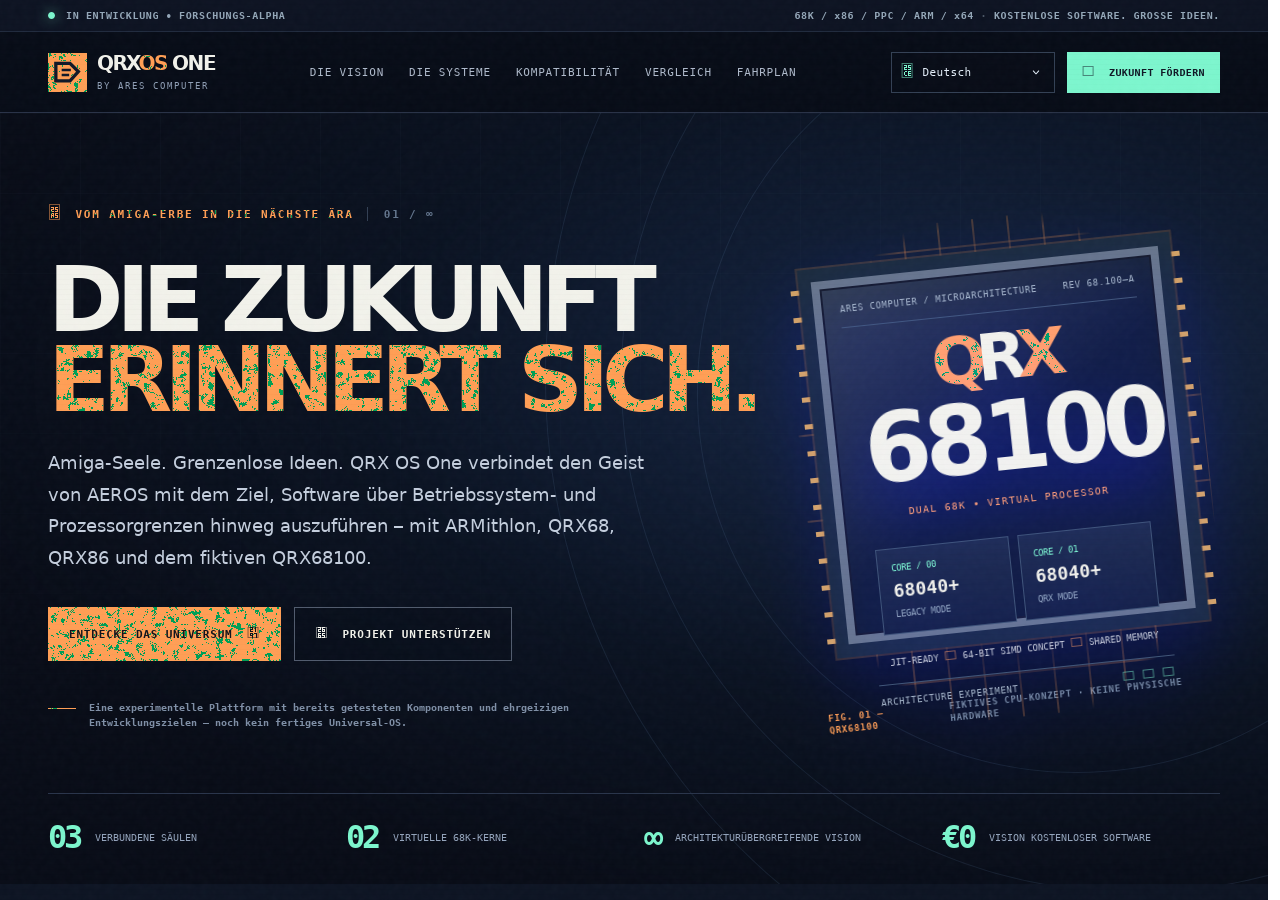 IN ENTWICKLUNG • FORSCHUNGS-ALPHA
68K / x86 / PPC / ARM / x64 · KOSTENLOSE SOFTWARE. GROSSE IDEEN.
QRXOS ONE
BY ARES COMPUTER
DIE VISION
DIE SYSTEME
KOMPATIBILITÄT
VERGLEICH
FAHRPLAN
Deutsch
ZUKUNFT FÖRDERN
VOM AMIGA-ERBE IN DIE NÄCHSTE ÄRA
01 / ∞
DIE ZUKUNFT
ERINNERT SICH.
Amiga-Seele. Grenzenlose Ideen. QRX OS One verbindet den Geist
von AEROS mit dem Ziel, Software über Betriebssystem- und
Prozessorgrenzen hinweg auszuführen – mit ARMithlon, QRX68,
QRX86 und dem fiktiven QRX68100.
ENTDECKE DAS UNIVERSUM
PROJEKT UNTERSTÜTZEN
Eine experimentelle Plattform mit bereits getesteten Komponenten und ehrgeizigen
Entwicklungszielen – noch kein fertiges Universal-OS.
ARES COMPUTER / MICROARCHITECTURE
REV 68.100—A
QRX
68100
DUAL 68K • VIRTUAL PROCESSOR
CORE / 00
68040+
LEGACY MODE
CORE / 01
68040+
QRX MODE
JIT-READY
64-BIT SIMD CONCEPT
SHARED MEMORY
ARCHITECTURE EXPERIMENT
FIG. 01 —
QRX68100
FIKTIVES CPU-KONZEPT · KEINE PHYSISCHE
HARDWARE
03
VERBUNDENE SÄULEN
02
VIRTUELLE 68K-KERNE
∞
ARCHITEKTURÜBERGREIFENDE VISION
€0
VISION KOSTENLOSER SOFTWARE